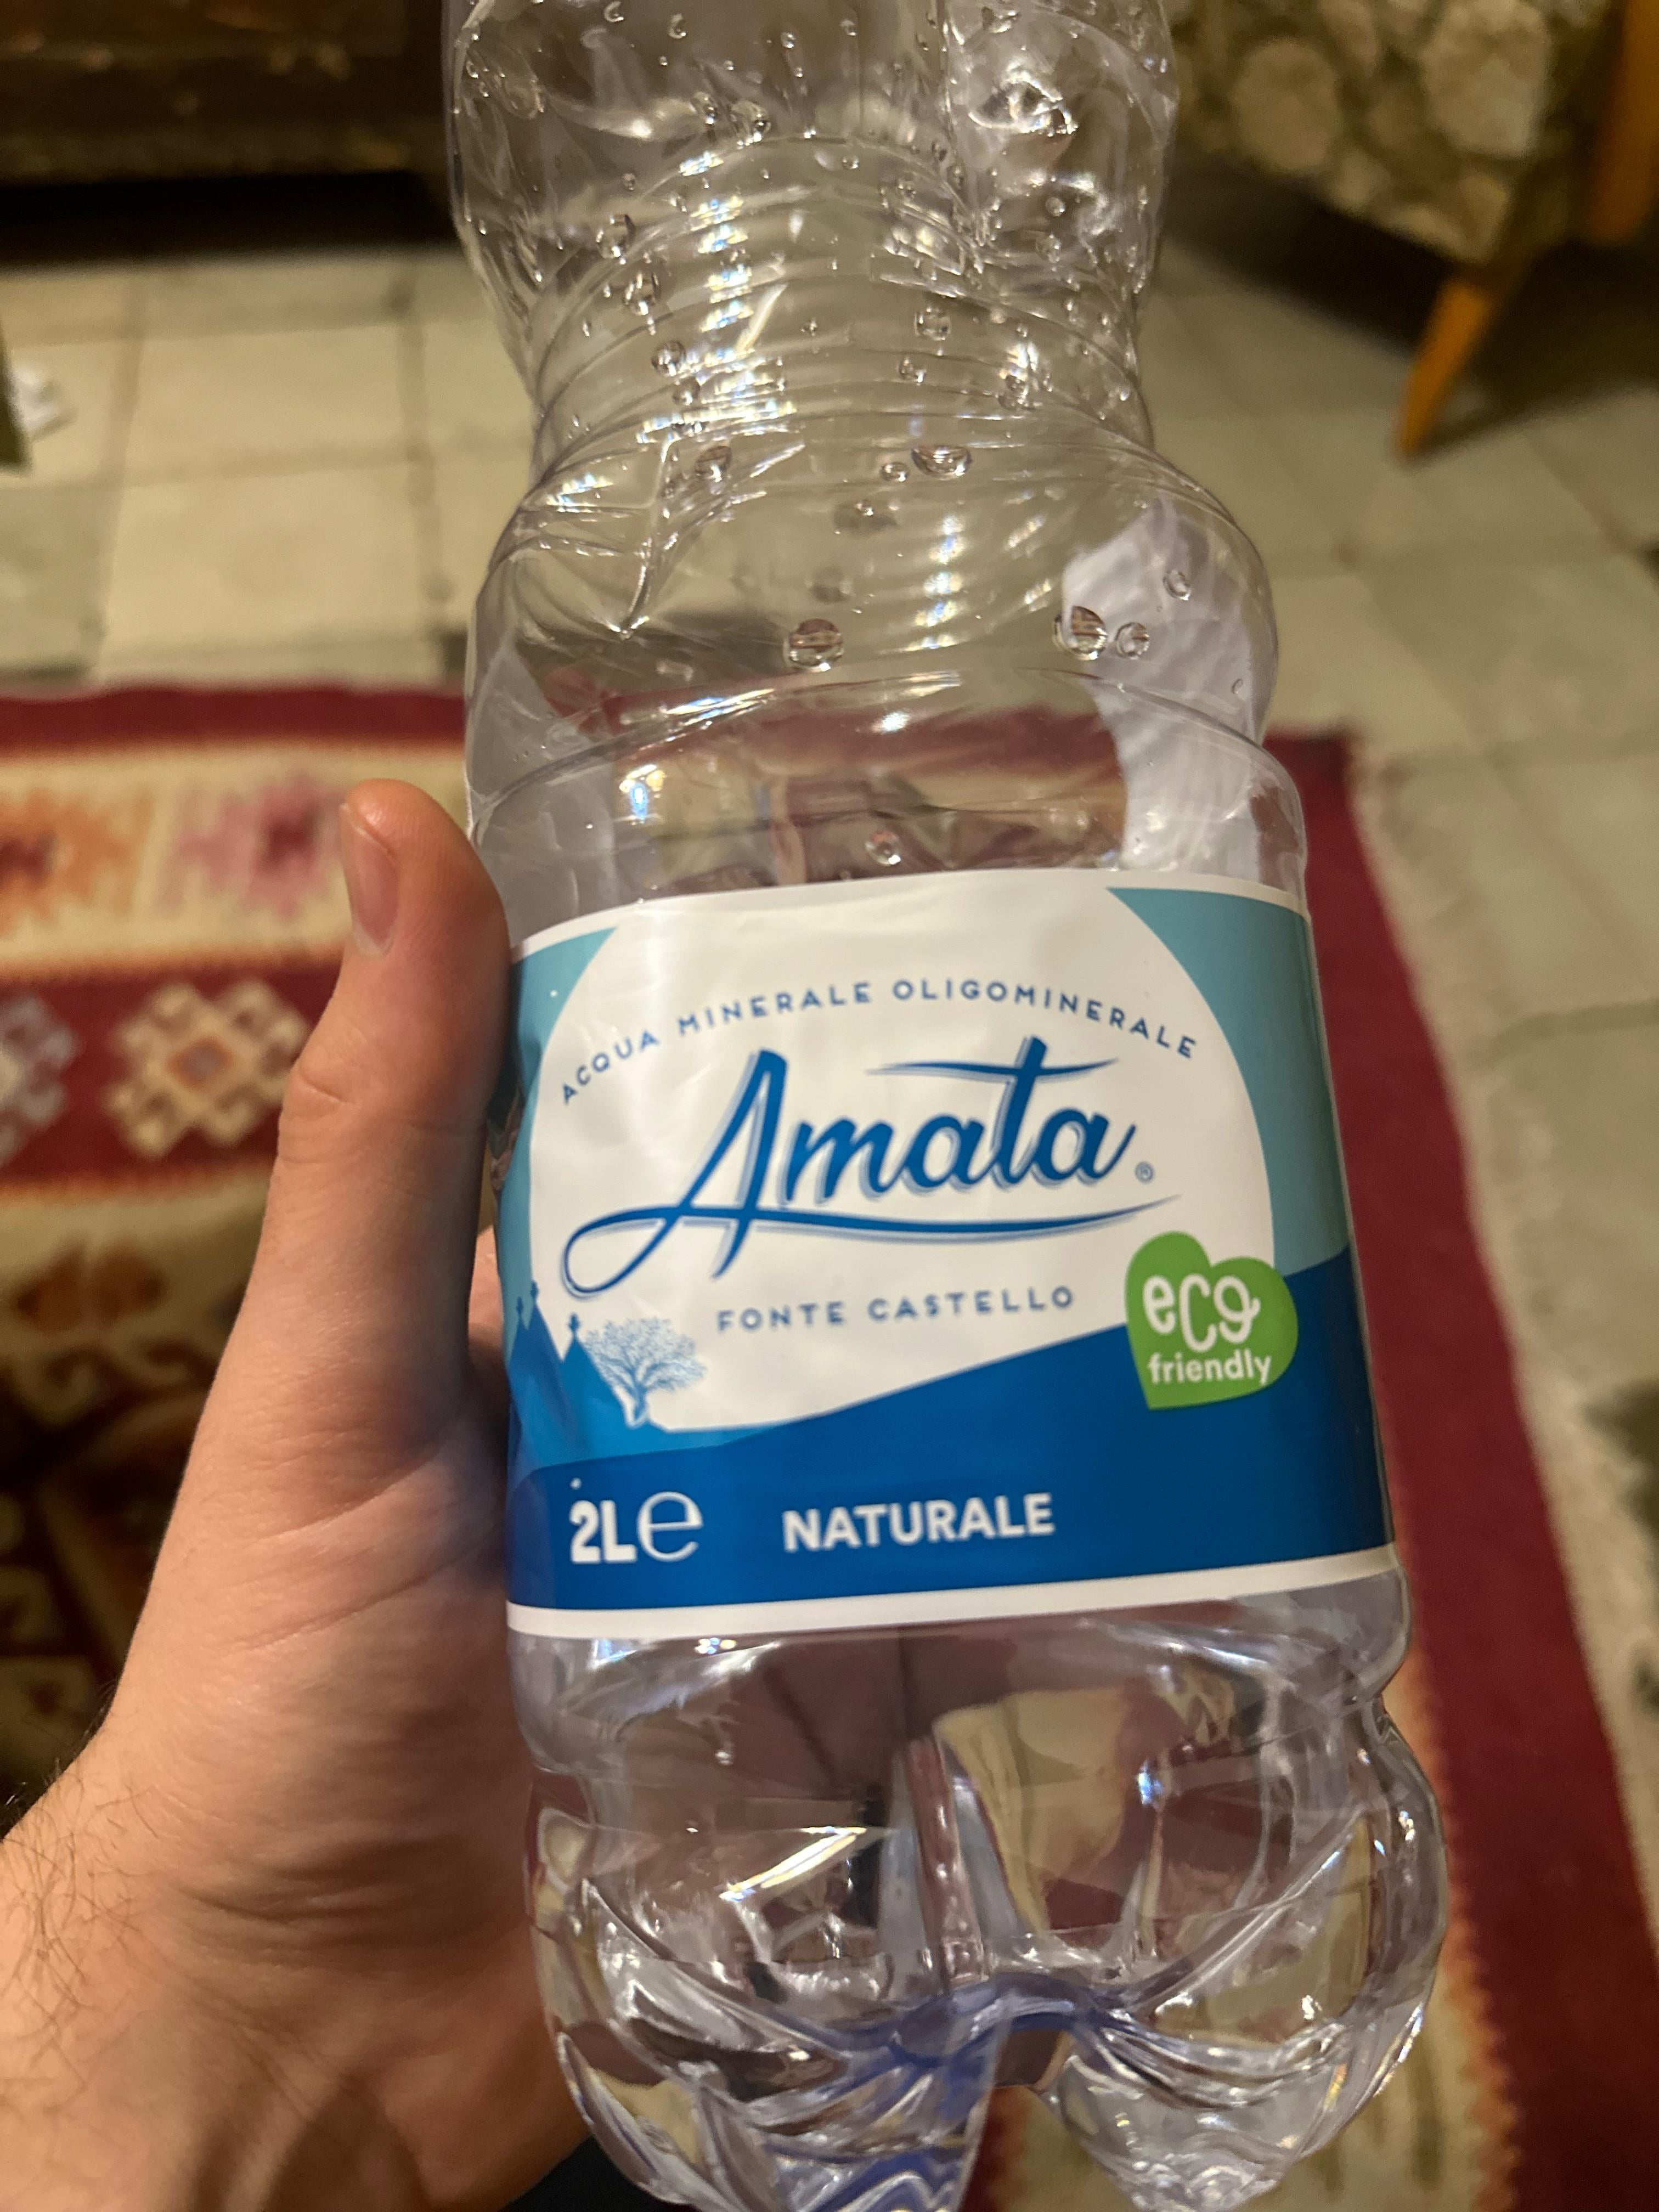 ACQUA MINERALE OLIGOMINERALE
Amata®
FONTE CASTELLO
eco
friendly
2L e NATURALE